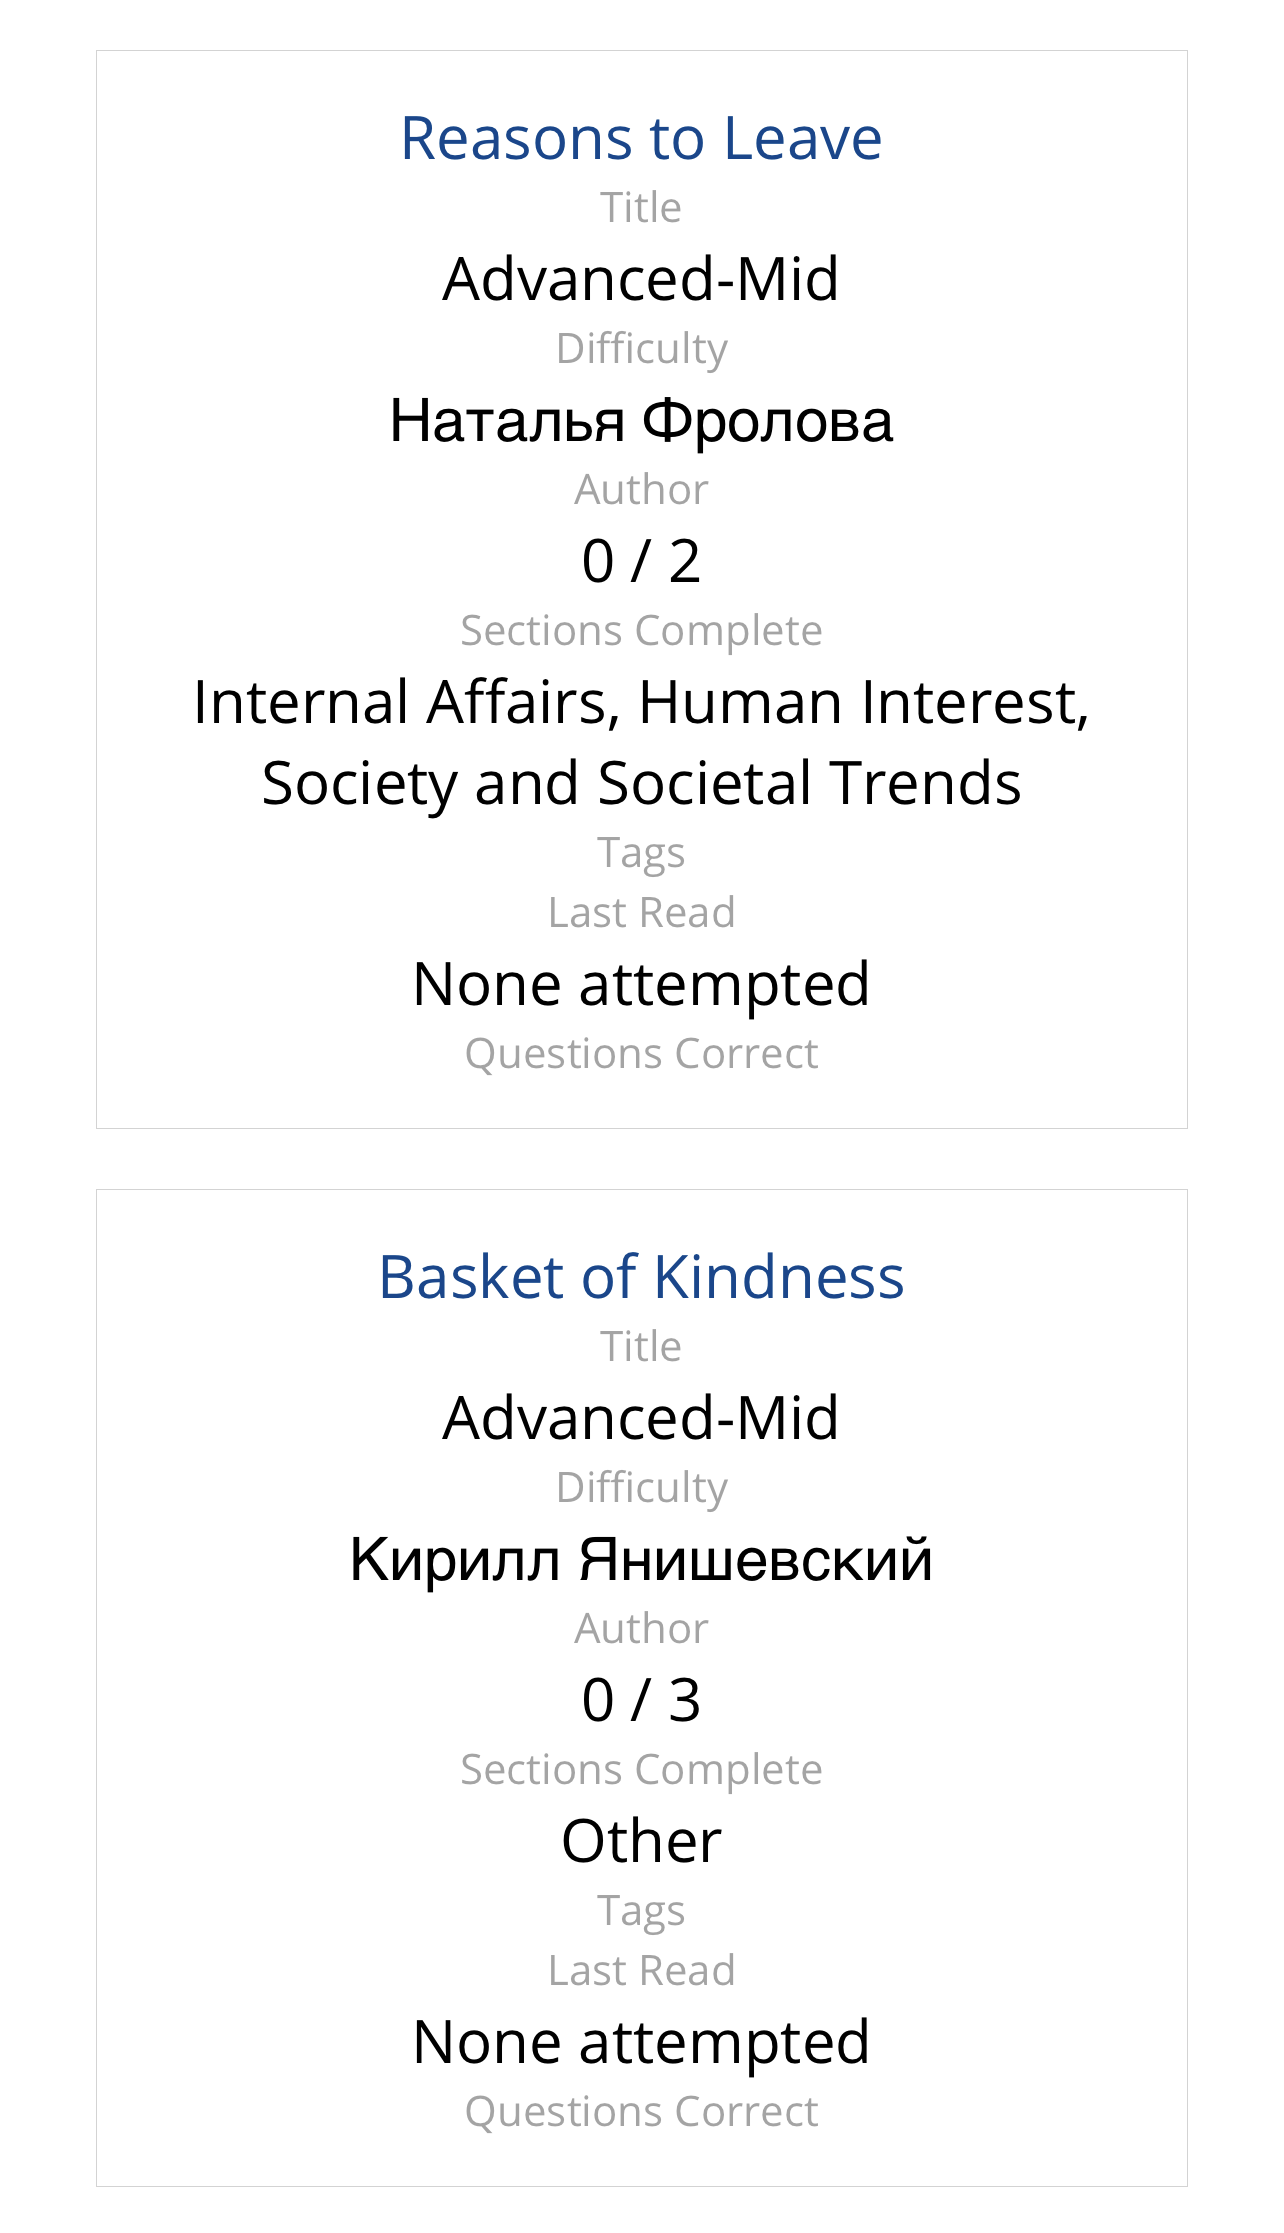 Reasons to Leave
Title
Advanced-Mid
Difficulty
Наталья Фролова
Author
0 / 2
Sections Complete
Internal Affairs, Human Interest,
Society and Societal Trends
Tags
Last Read
None attempted
Questions Correct
Basket of Kindness
Title
Advanced-Mid
Difficulty
Кирилл Янишевский
Author
0 / 3
Sections Complete
Other
Tags
Last Read
None attempted
Questions Correct